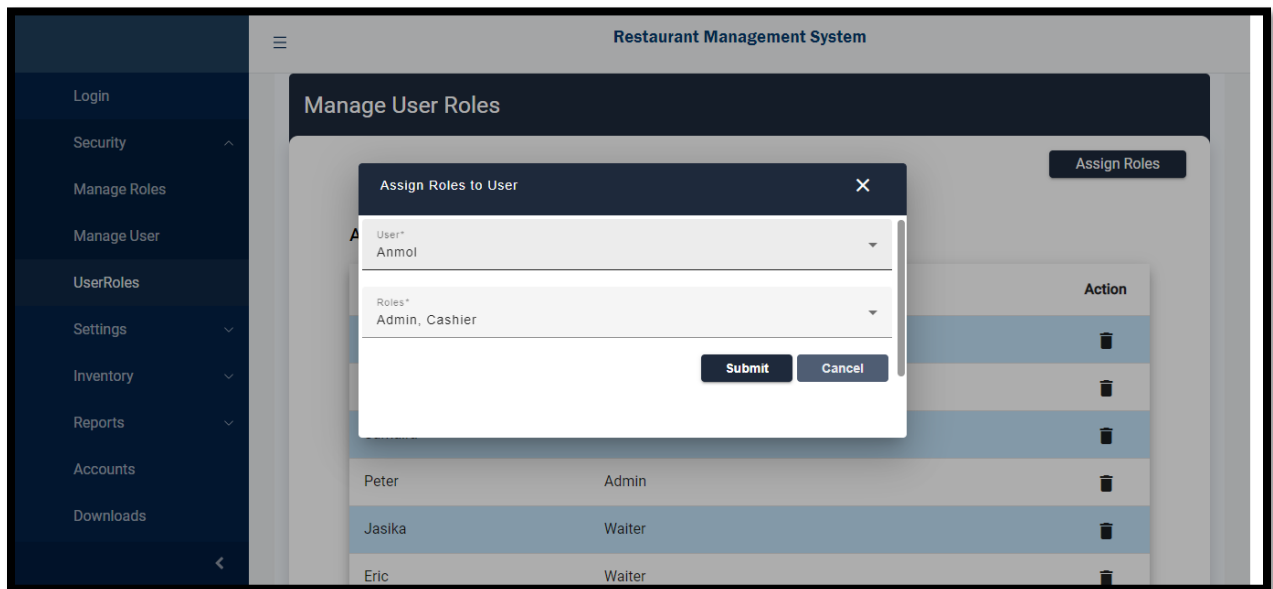 Restaurant Management System
Login
Security
Manage Roles
Manage User
UserRoles
Settings
Inventory
Reports
Accounts
Downloads
Manage User Roles
Assign Roles
Assign Roles to User
User*
Anmol
Roles*
Admin, Cashier
Submit
Cancel
Action
Peter Admin
Jasika Waiter
Eric Waiter